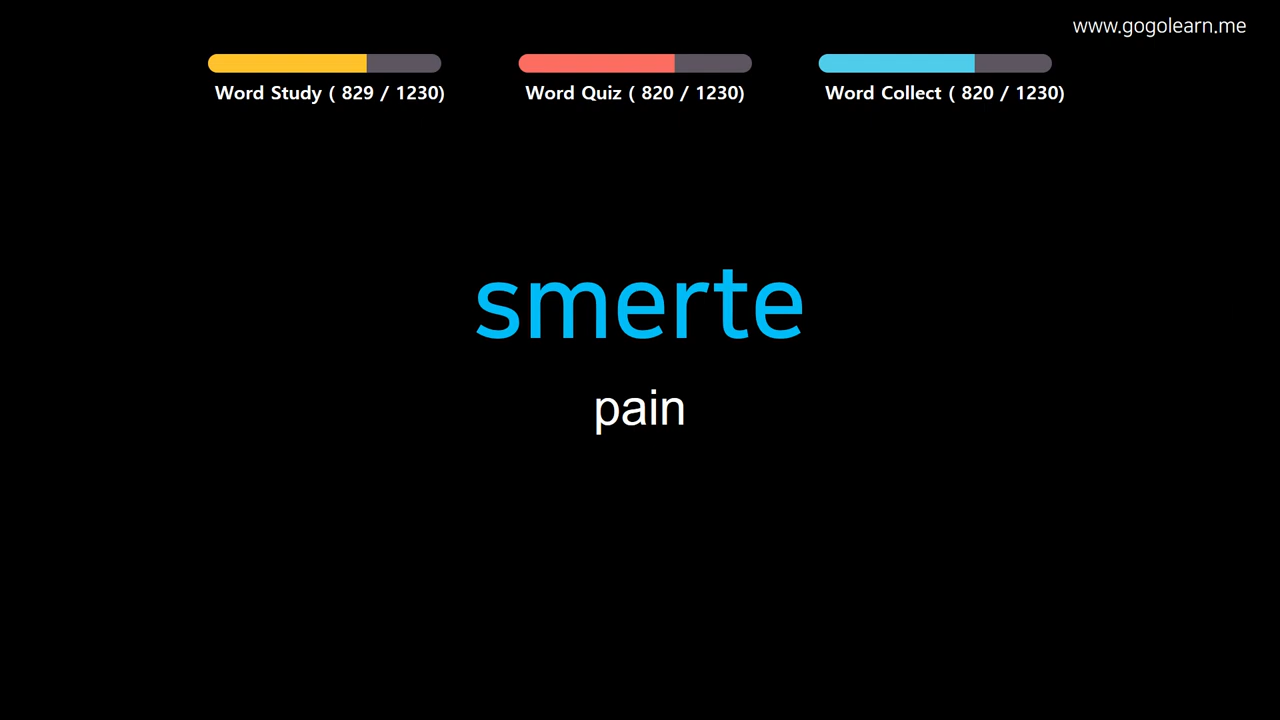 www.gogolearn.me
Word Study ( 829 / 1230)
Word Quiz ( 820 / 1230)
Word Collect ( 820 / 1230)
smerte
pain